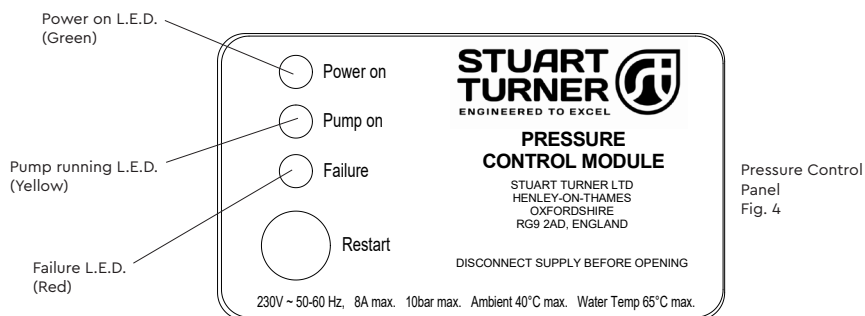 Power on L.E.D.
(Green)
Pump running L.E.D.
(Yellow)
Failure L.E.D.
(Red)
Power on
Pump on
Failure
Restart
STUART
TURNER
ENGINEERED TO EXCEL
PRESSURE
CONTROL MODULE
STUART TURNER LTD
HENLEY-ON-THAMES
OXFORDSHIRE
RG9 2AD, ENGLAND
DISCONNECT SUPPLY BEFORE OPENING
230V ~ 50-60 Hz, 8A max. 10bar max. Ambient 40°C max. Water Temp 65°C max.
Pressure Control
Panel
Fig. 4